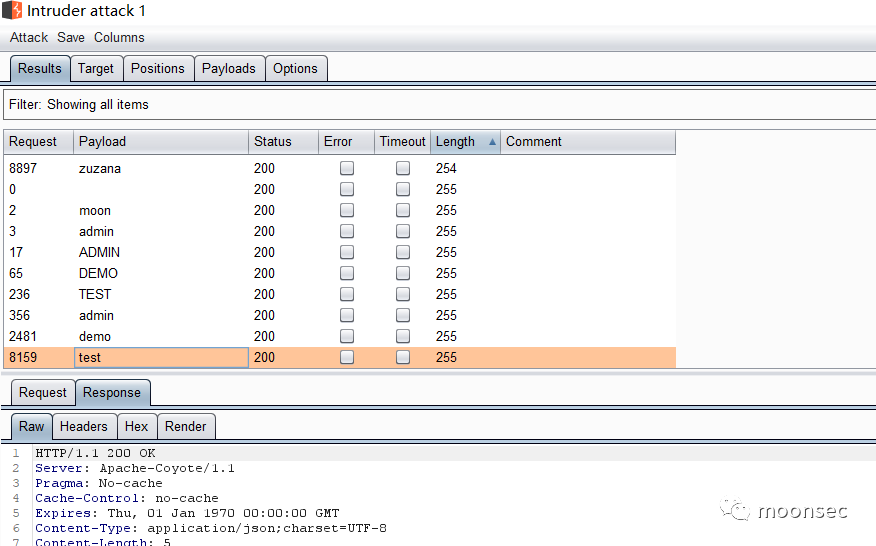 Intruder attack 1
Attack Save Columns
Results Target Positions Payloads Options
Filter: Showing all items
Request Payload Status Error Timeout Length Comment
8897 zuzana 200 254
0 200 255
2 moon 200 255
3 admin 200 255
17 ADMIN 200 255
65 DEMO 200 255
236 TEST 200 255
356 admin 200 255
2481 demo 200 255
8159 test 200 255
Request Response
Raw Headers Hex Render
1 HTTP/1.1 200 OK
2 Server: Apache-Coyote/1.1
3 Pragma: No-cache
4 Cache-Control: no-cache
5 Expires: Thu, 01 Jan 1970 00:00:00 GMT
6 Content-Type: application/json;charset=UTF-8
7 Content-Length: 5
moonsec